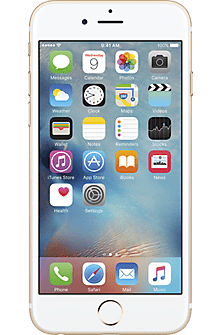 9:41 AM 100%
Wednesday
9
Messages Calendar Photos Camera
Weather Clock Maps Videos
Wallet Notes Reminders Stocks
iTunes Store App Store iBooks News
Health Settings
Phone Safari Mail Music